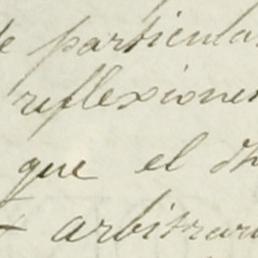 e particular
reflexiones
que el
arbitrari